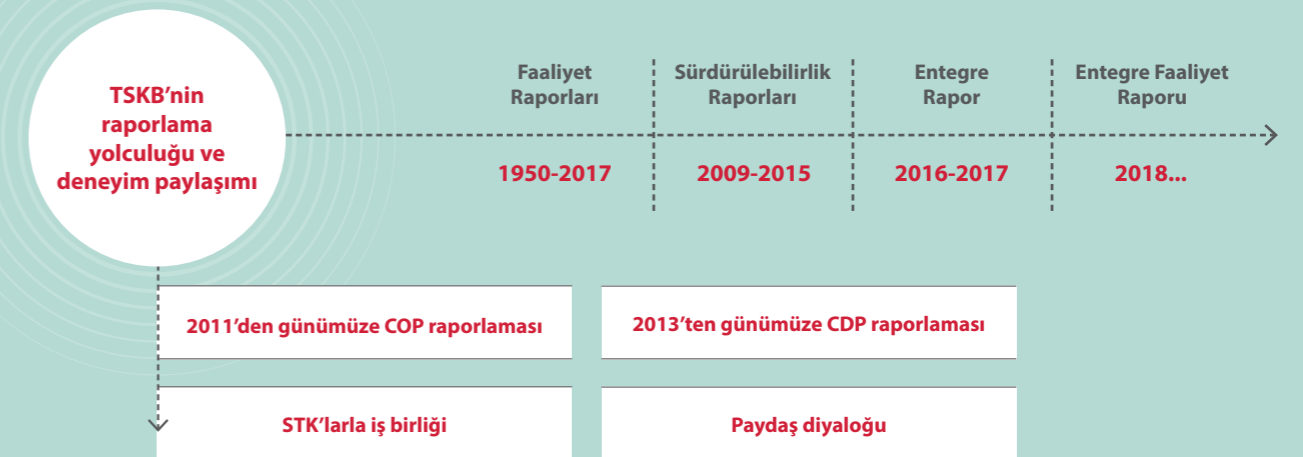 TSKB'nin
raporlama
yolculuğu ve
deneyim paylaşımı
Faaliyet
Raporları
1950-2017
Sürdürülebilirlik
Raporları
2009-2015
Entegre
Rapor
2016-2017
Entegre Faaliyet
Raporu
2018...
2011'den günümüze COP raporlaması
2013'ten günümüze CDP raporlaması
STK'larla iş birliği
Paydaş diyaloğu